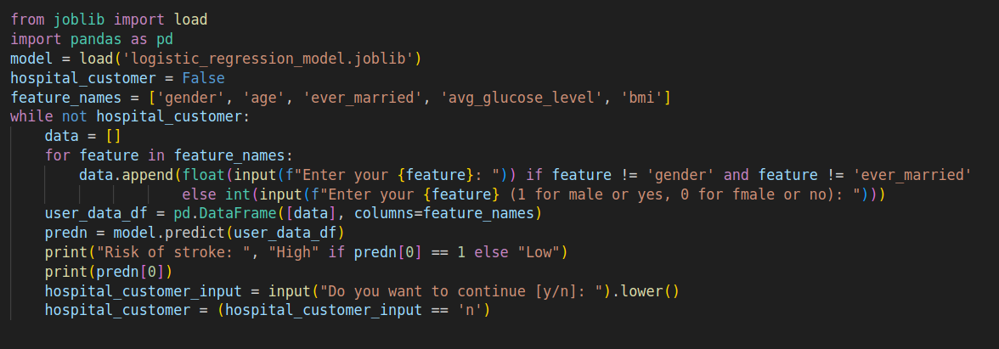 from joblib import load
import pandas as pd
model = load('logistic_regression_model.joblib')
hospital_customer = False
feature_names = ['gender', 'age', 'ever_married', 'avg_glucose_level', 'bmi']
while not hospital_customer:
    data = []
    for feature in feature_names:
        data.append(float(input(f"Enter your {feature}: ")) if feature != 'gender' and feature != 'ever_married'
                    else int(input(f"Enter your {feature} (1 for male or yes, 0 for fmale or no): ")))
    user_data_df = pd.DataFrame([data], columns=feature_names)
    predn = model.predict(user_data_df)
    print("Risk of stroke: ", "High" if predn[0] == 1 else "Low")
    print(predn[0])
    hospital_customer_input = input("Do you want to continue [y/n]: ").lower()
    hospital_customer = (hospital_customer_input == 'n')